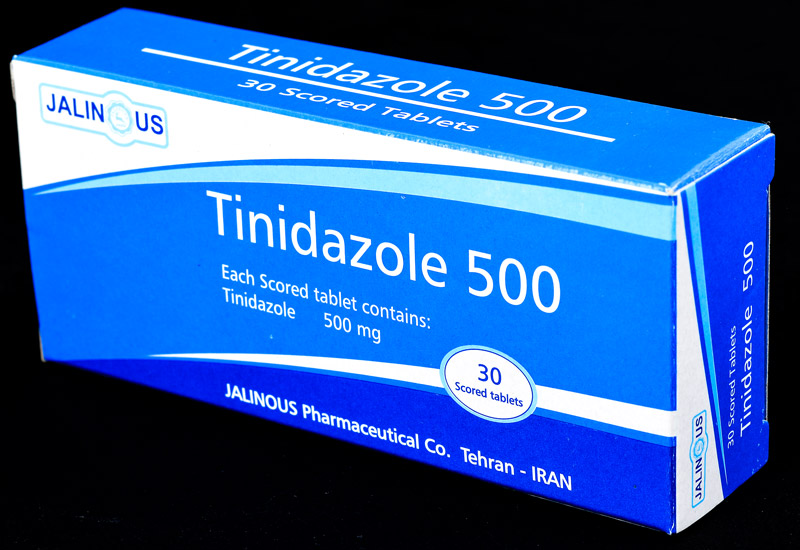 Tinidazole 500
30 Scored Tablets
JALINOUS
Tinidazole 500
Each Scored tablet contains:
Tinidazole 500 mg
30
Scored tablets
JALINOUS Pharmaceutical Co. Tehran - IRAN
JALINOUS
30 Scored Tablets
Tinidazole 500